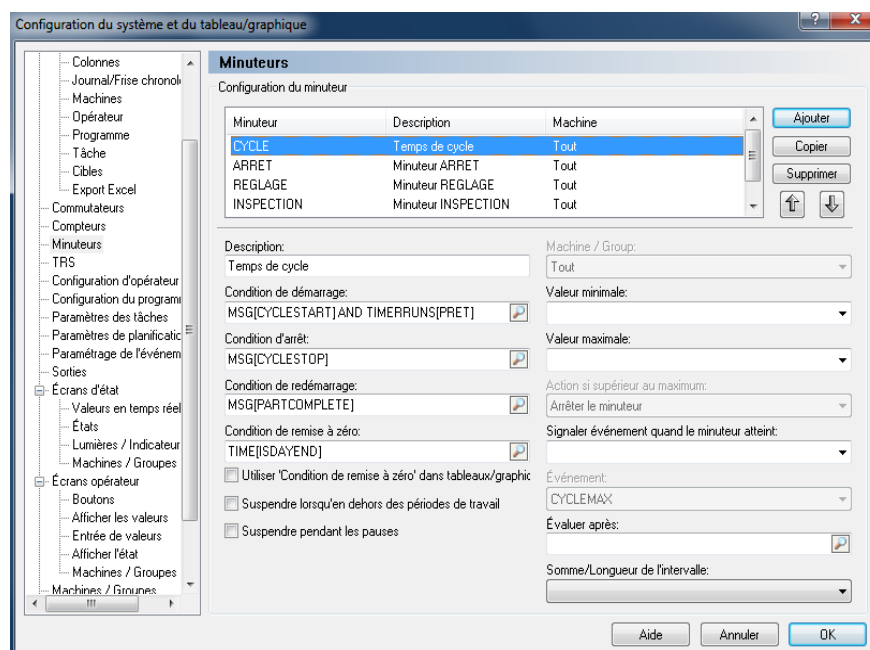 Configuration du système et du tableau/graphique
Colonnes
Journal/Frise chronol
Machines
Opérateur
Programme
Tâche
Cibles
Export Excel
Commutateurs
Compteurs
Minuteurs
TRS
Configuration d'opérateur
Configuration du programm
Paramètres des tâches
Paramètres de planificatic
Paramétrage de l'événem
Sorties
Écrans d'état
Valeurs en temps réel
États
Lumières / Indicateur
Machines / Groupes
Écrans opérateur
Boutons
Afficher les valeurs
Entrée de valeurs
Afficher l'état
Machines / Groupes
Machines / Groupes
Minuteurs
Configuration du minuteur
Minuteur Description Machine
CYCLE Temps de cycle Tout
ARRET Minuteur ARRET Tout
REGLAGE Minuteur REGLAGE Tout
INSPECTION Minuteur INSPECTION Tout
Ajouter
Copier
Supprimer
Description:
Temps de cycle
Condition de démarrage:
MSG[CYCLESTART] AND TIMERRUNS[PRET]
Condition d'arrêt:
MSG[CYCLESTOP]
Condition de redémarrage:
MSG[PARTCOMPLETE]
Condition de remise à zéro:
TIME[ISDAYEND]
Utiliser 'Condition de remise à zéro' dans tableaux/graphic
Suspendre lorsqu'en dehors des périodes de travail
Suspendre pendant les pauses
Machine / Group:
Tout
Valeur minimale:
Valeur maximale:
Action si supérieur au maximum:
Arrêter le minuteur
Signaler événement quand le minuteur atteint:
Événement:
CYCLEMAX
Évaluer après:
Somme/Longueur de l'intervalle:
Aide Annuler OK